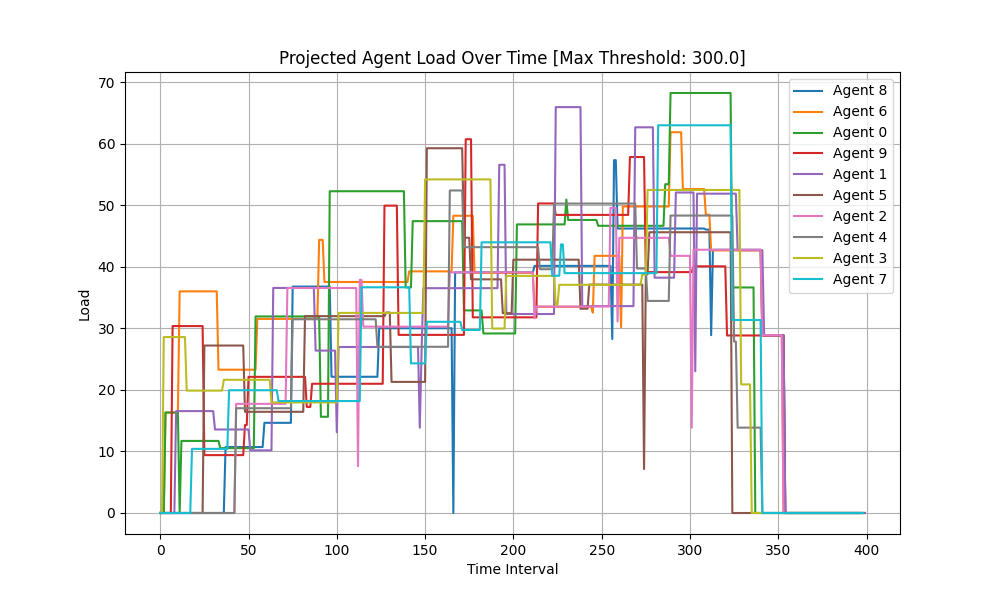 Projected Agent Load Over Time [Max Threshold: 300.0]
70
60
50
40
30
20
10
0
Load
0 50 100 150 200 250 300 350 400
Time Interval
Agent 8
Agent 6
Agent 0
Agent 9
Agent 1
Agent 5
Agent 2
Agent 4
Agent 3
Agent 7